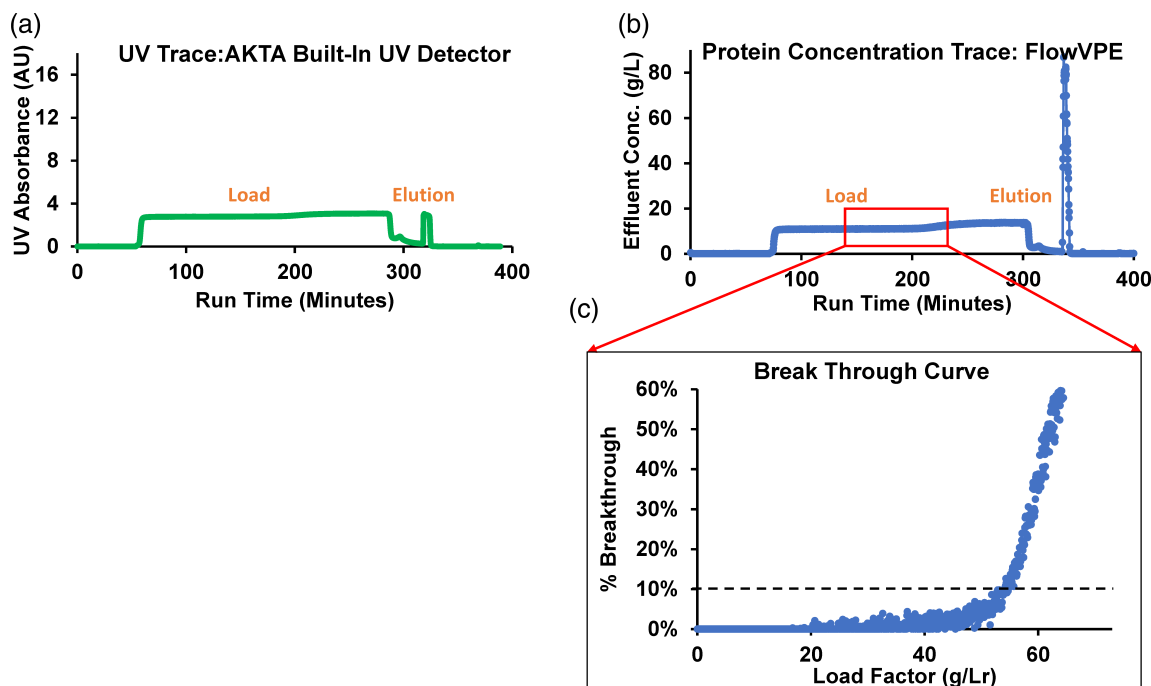 (a)
UV Trace:AKTA Built-In UV Detector
UV Absorbance (AU)
16
12
8
4
0
Load
Elution
0 100 200 300 400
Run Time (Minutes)
(b)
Protein Concentration Trace: FlowVPE
Effluent Conc. (g/L)
80
60
40
20
0
Load
Elution
0 100 200 300 400
Run Time (Minutes)
(c)
Break Through Curve
% Breakthrough
60%
50%
40%
30%
20%
10%
0%
0 20 40 60
Load Factor (g/Lr)